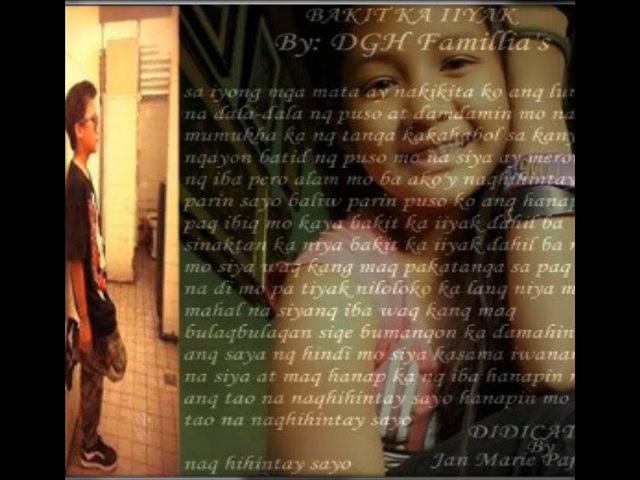 BAKIT KA IIYAK
By: DGH Famillia's
sa iyong mga mata ay nakikita ko ang
na dala-dala ng puso at damdamin mo na
mumukha ka ng tanga kakahabol sa
ngayon batid ng puso mo na siya ay
ng iba pero alam mo ba ako'y naghihintay
parin sayo baliw parin puso ko ang
pag ibig mo kaya bakit ka iiyak dahil ba
sinaktan ka niya bakit ka iiyak dahil ba
mo siya wag kang mag pakatanga sa pag
na di mo pa tiyak niloloko ka lang niya
mahal na siyang iba wag kang mag
bulagbulagan sige bumangon ka damahin
ang saya ng hindi mo siya kasama
na siya at mag hanap ka ng iba hanapin
ang tao na naghihintay sayo hanapin mo
tao na naghihintay sayo
nag hihintay sayo
By
Jan Marie